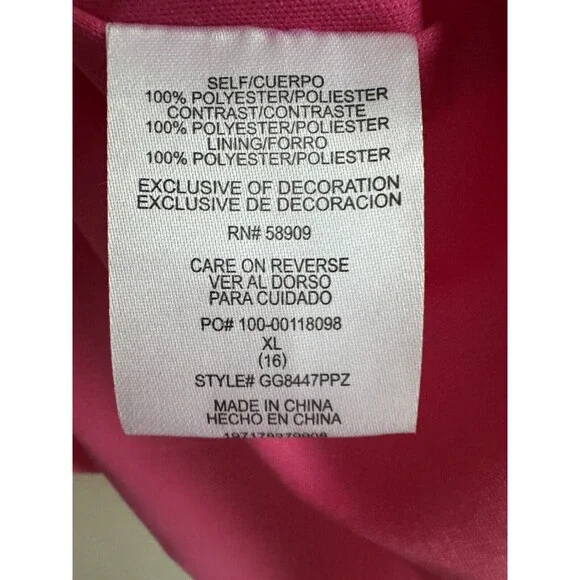 SELF/CUERPO
100% POLYESTER/POLIESTER
CONTRAST/CONTRASTE
100% POLYESTER/POLIESTER
LINING/FORRO
100% POLYESTER/POLIESTER
EXCLUSIVE OF DECORATION
EXCLUSIVE DE DECORACION
RN# 58909
CARE ON REVERSE
VER AL DORSO
PARA CUIDADO
PO# 100-00118098
XL
(16)
STYLE# GG8447PPZ
MADE IN CHINA
HECHO EN CHINA